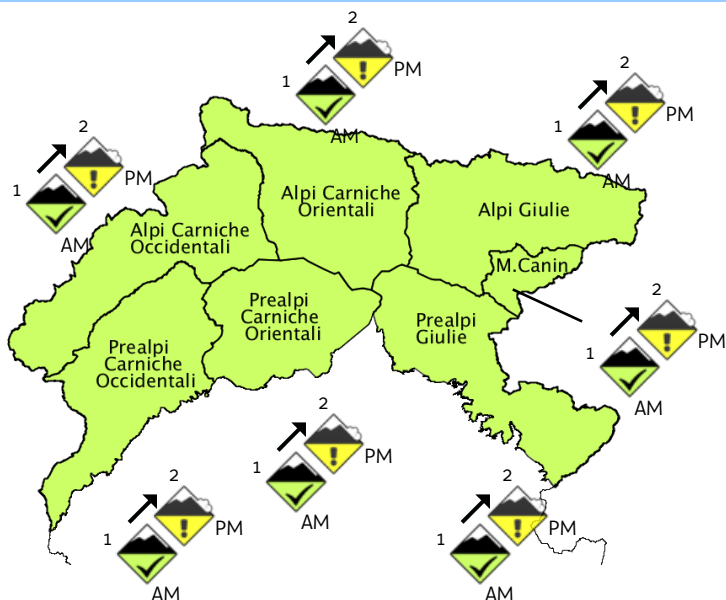 2
1
PM
AM
2
1
PM
AM
2
1
PM
AM
Alpi Carniche
Orientali
Alpi Giulie
Alpi Carniche
Occidentali
M.Canin
Prealpi
Carniche
Orientali
Prealpi
Giulie
Prealpi
Carniche
Occidentali
2
1
PM
AM
2
1
PM
AM
2
1
PM
AM
2
1
PM
AM